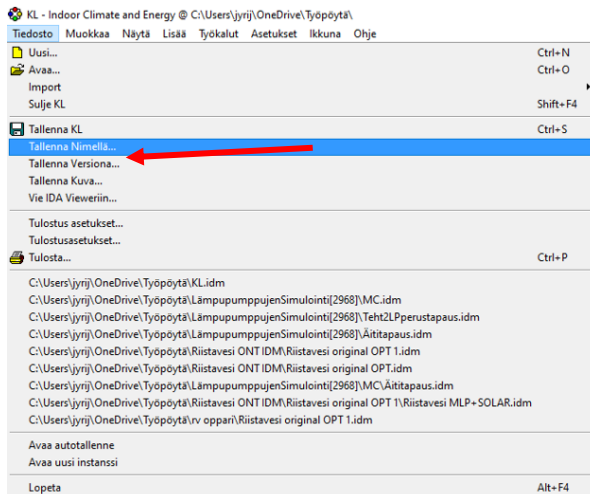 KL - Indoor Climate and Energy @ C:\Users\jyrij\OneDrive\Työpöytä\
Tiedosto Muokkaa Näytä Lisää Työkalut Asetukset Ikkuna Ohje
Uusi... Ctrl+N
Avaa... Ctrl+O
Import
Sulje KL Shift+F4
Tallenna KL Ctrl+S
Tallenna Nimellä...
Tallenna Versiona...
Tallenna Kuva...
Vie IDA Vieweriin...
Tulostus asetukset...
Tulostusasetukset...
Tulosta... Ctrl+P
C:\Users\jyrij\OneDrive\Työpöytä\KL.idm
C:\Users\jyrij\OneDrive\Työpöytä\LämpupumppujenSimulointi[2968]\MC.idm
C:\Users\jyrij\OneDrive\Työpöytä\LämpupumppujenSimulointi[2968]\Teht2LPperustapaus.idm
C:\Users\jyrij\OneDrive\Työpöytä\LämpupumppujenSimulointi[2968]\Äititapaus.idm
C:\Users\jyrij\OneDrive\Työpöytä\Riistavesi ONT IDM\Riistavesi original OPT 1.idm
C:\Users\jyrij\OneDrive\Työpöytä\Riistavesi ONT IDM\Riistavesi original OPT.idm
C:\Users\jyrij\OneDrive\Työpöytä\LämpupumppujenSimulointi[2968]\MC\Äititapaus.idm
C:\Users\jyrij\OneDrive\Työpöytä\Riistavesi ONT IDM\Riistavesi original OPT 1\Riistavesi MLP+SOLAR.idm
C:\Users\jyrij\OneDrive\Työpöytä\rv oppari\Riistavesi original OPT 1.idm
Avaa autotallenne
Avaa uusi instanssi
Lopeta Alt+F4